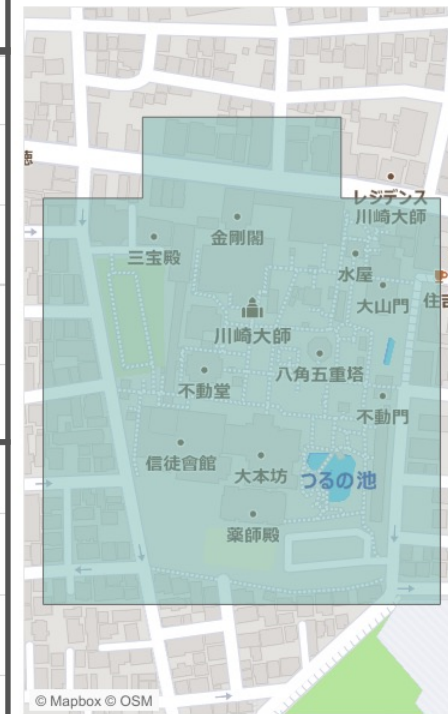 徳
レジデンス
川崎大師
金剛閣
三宝殿
水屋
大山門
住吉
川崎大師
八角五重塔
不動堂
不動門
信徒會館
大本坊
つるの池
薬師殿
© Mapbox © OSM